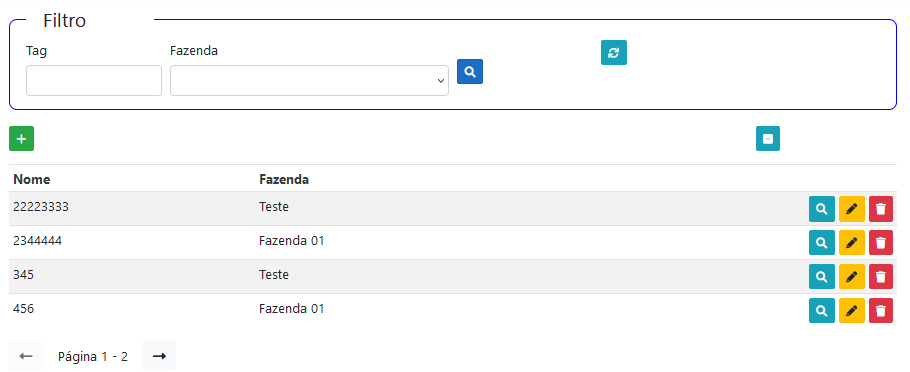 Filtro
Tag Fazenda
Nome Fazenda
22223333 Teste
2344444 Fazenda 01
345 Teste
456 Fazenda 01
Página 1 - 2